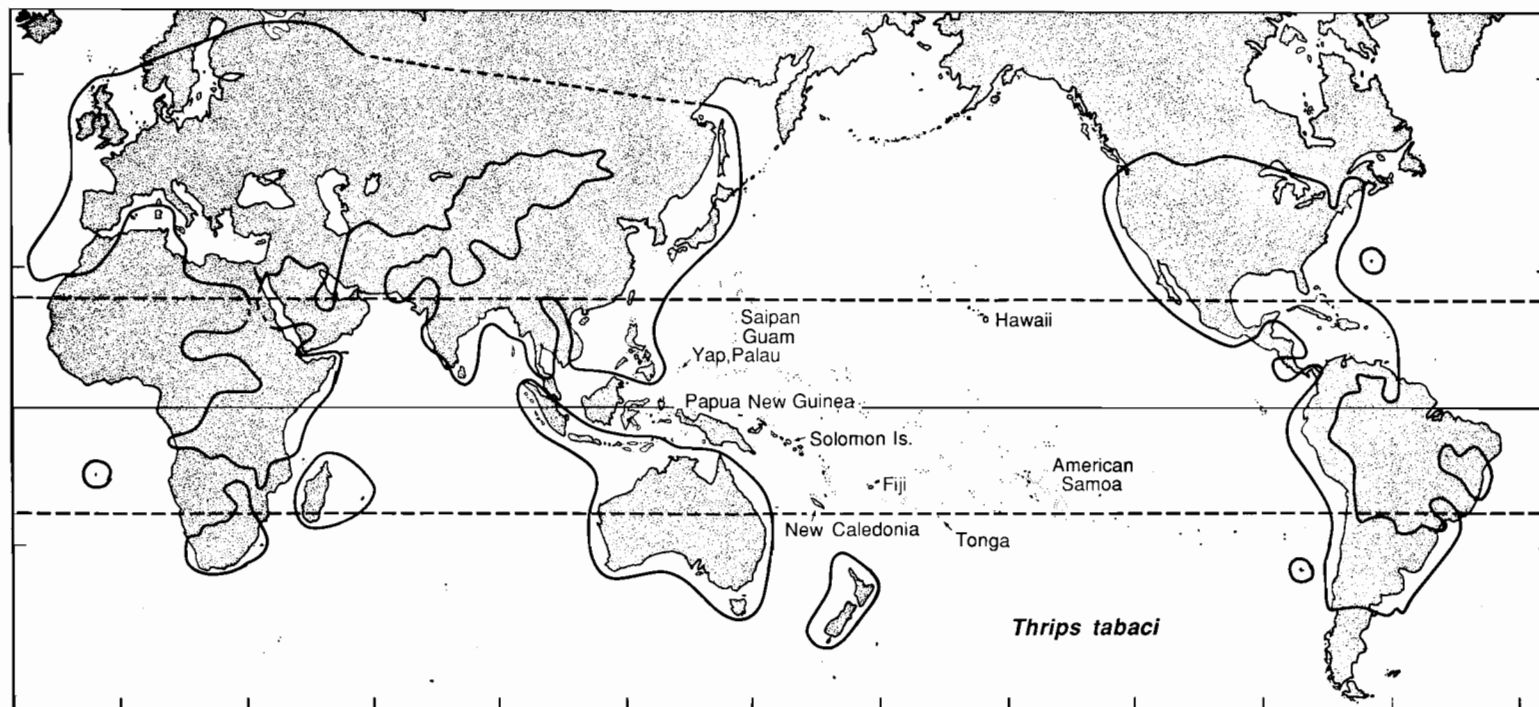 Saipan
Guam
Yap, Palau
Hawaii
Papua New Guinea
Solomon Is.
American
Samoa
Fiji
New Caledonia
Tonga
Thrips tabaci